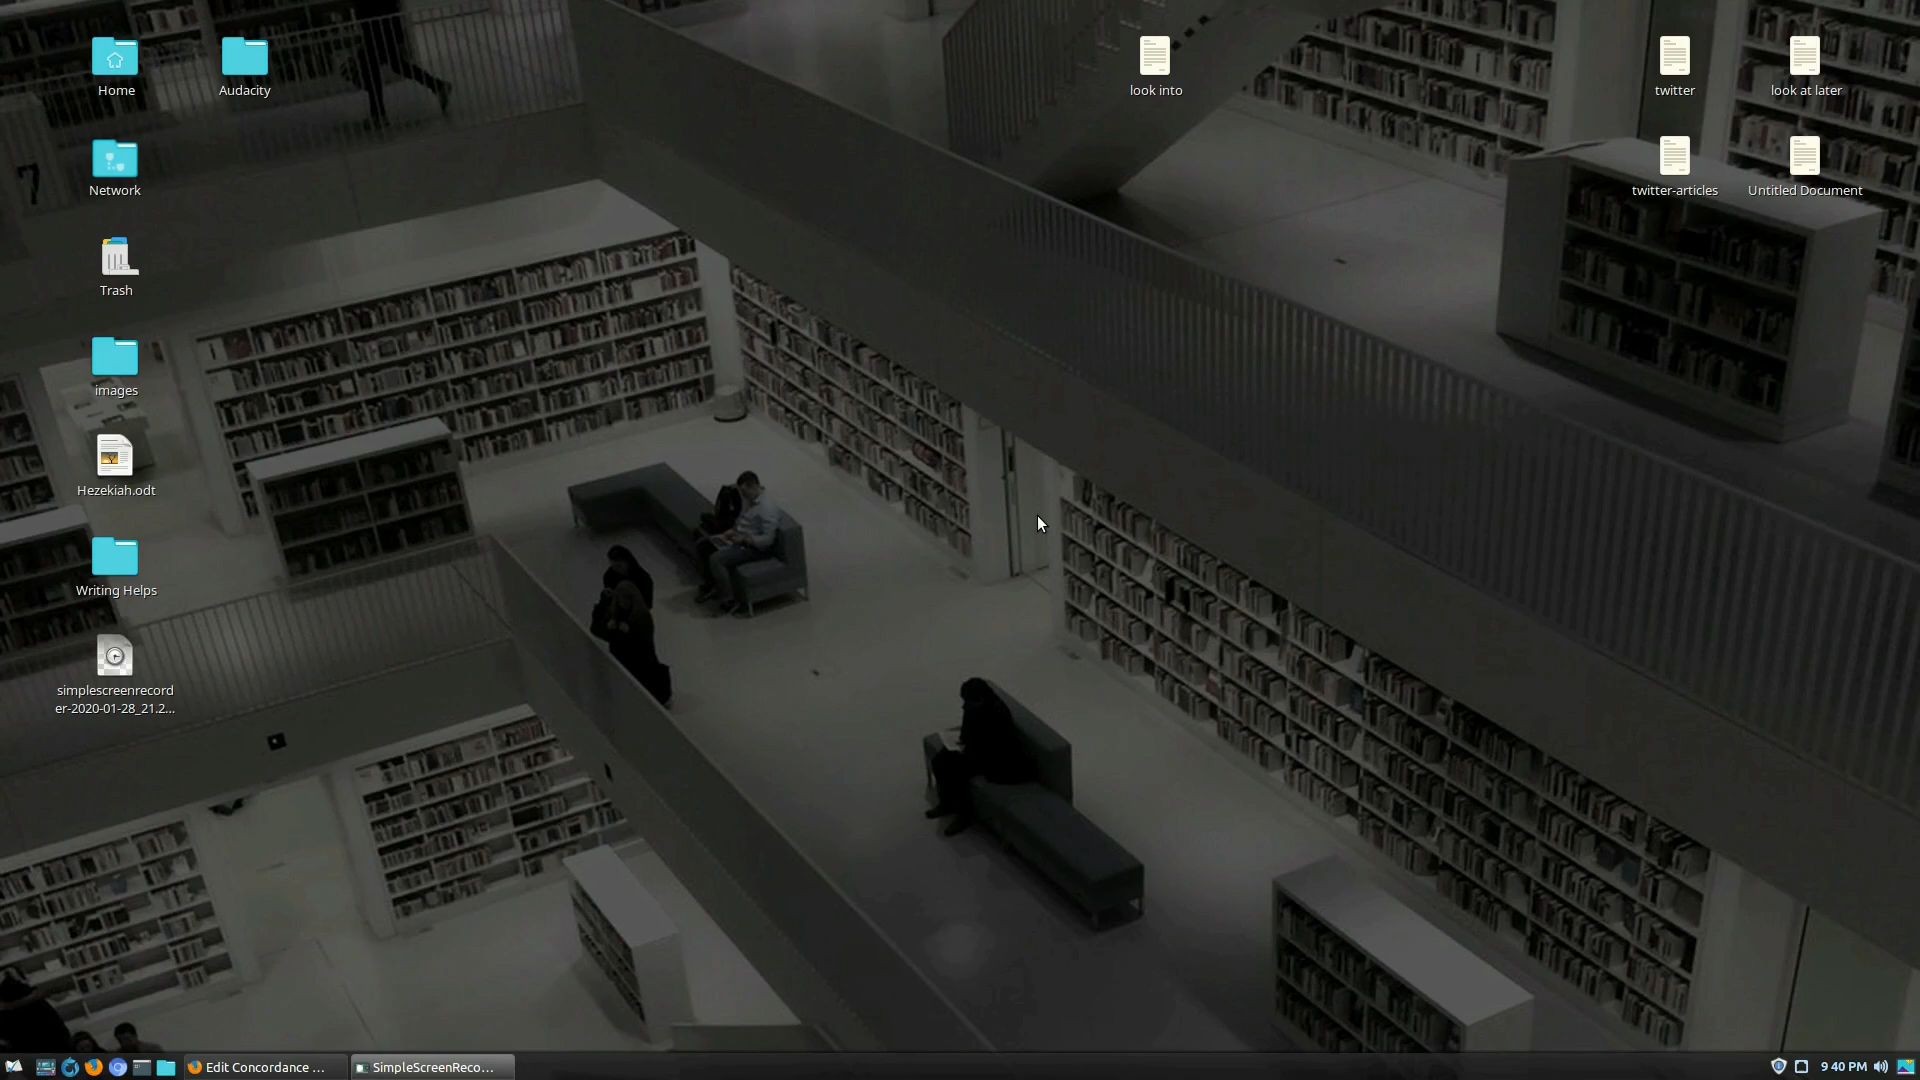 Home
Audacity
look into
twitter
look at later
Network
twitter-articles
Untitled Document
Trash
images
Hezekiah.odt
Writing Helps
simplescreenrecord
er-2020-01-28_21.2...
Edit Concordance ...
SimpleScreenReco...
9:40 PM